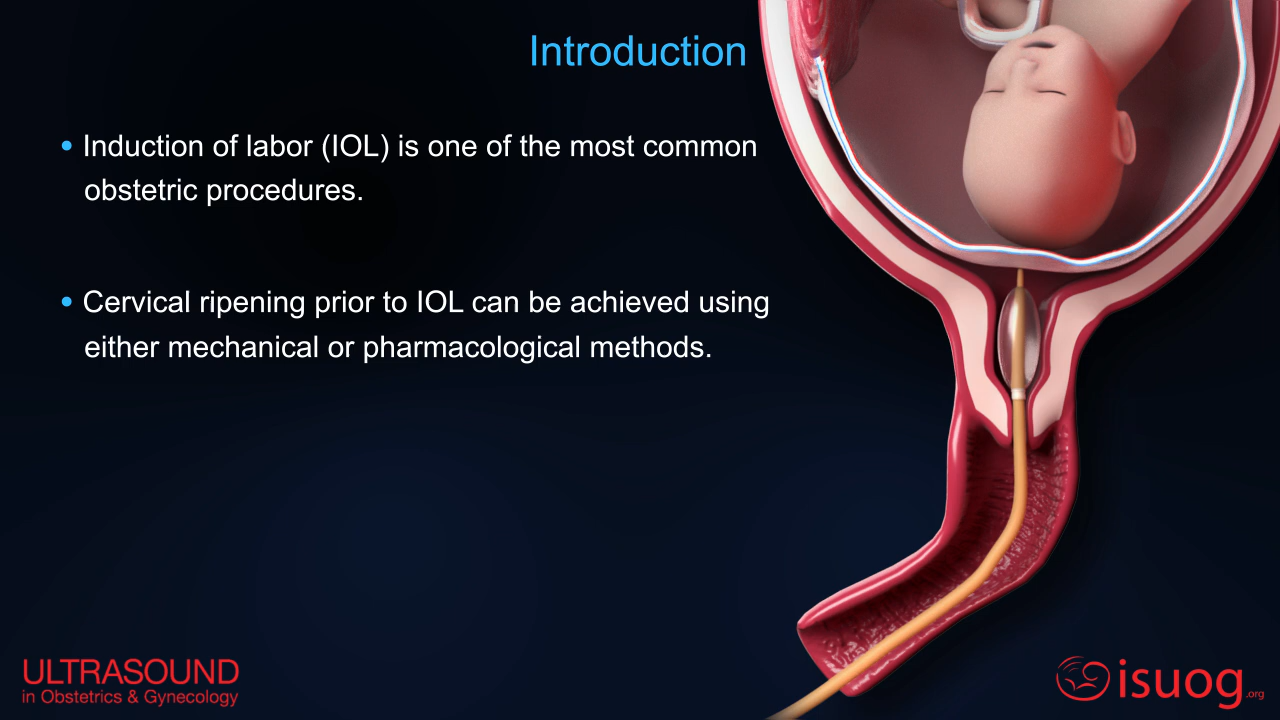 Introduction
• Induction of labor (IOL) is one of the most common
obstetric procedures.
• Cervical ripening prior to IOL can be achieved using
either mechanical or pharmacological methods.
ULTRASOUND
in Obstetrics & Gynecology
isuog.org